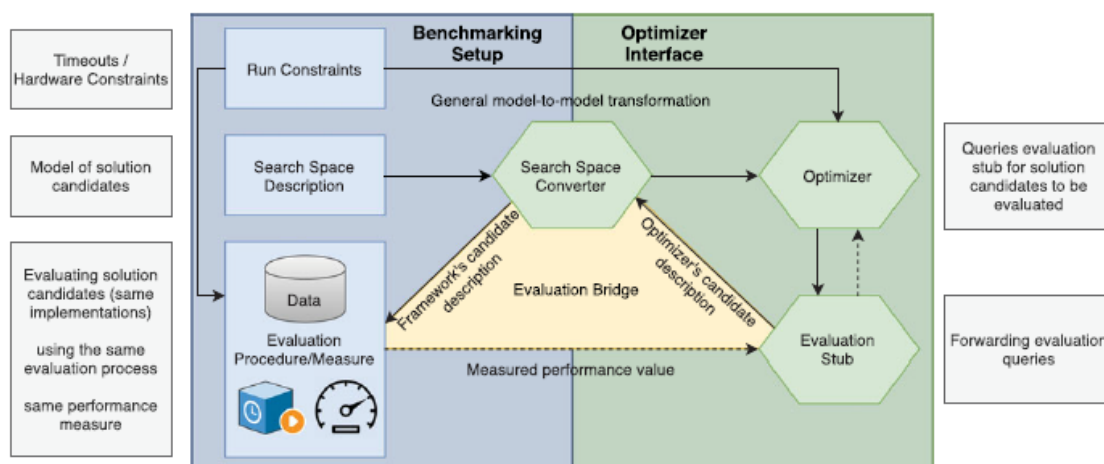 Timeouts /
Hardware Constraints
Model of solution
candidates
Evaluating solution
candidates (same
implementations)
using the same
evaluation process
same performance
measure
Benchmarking
Setup
Optimizer
Interface
Run Constraints
General model-to-model transformation
Search Space
Description
Search Space
Converter
Optimizer
Framework's candidate
description
Optimizer's candidate
description
Evaluation Bridge
Data
Evaluation
Procedure/Measure
Measured performance value
Evaluation
Stub
Queries evaluation
stub for solution
candidates to be
evaluated
Forwarding evaluation
queries